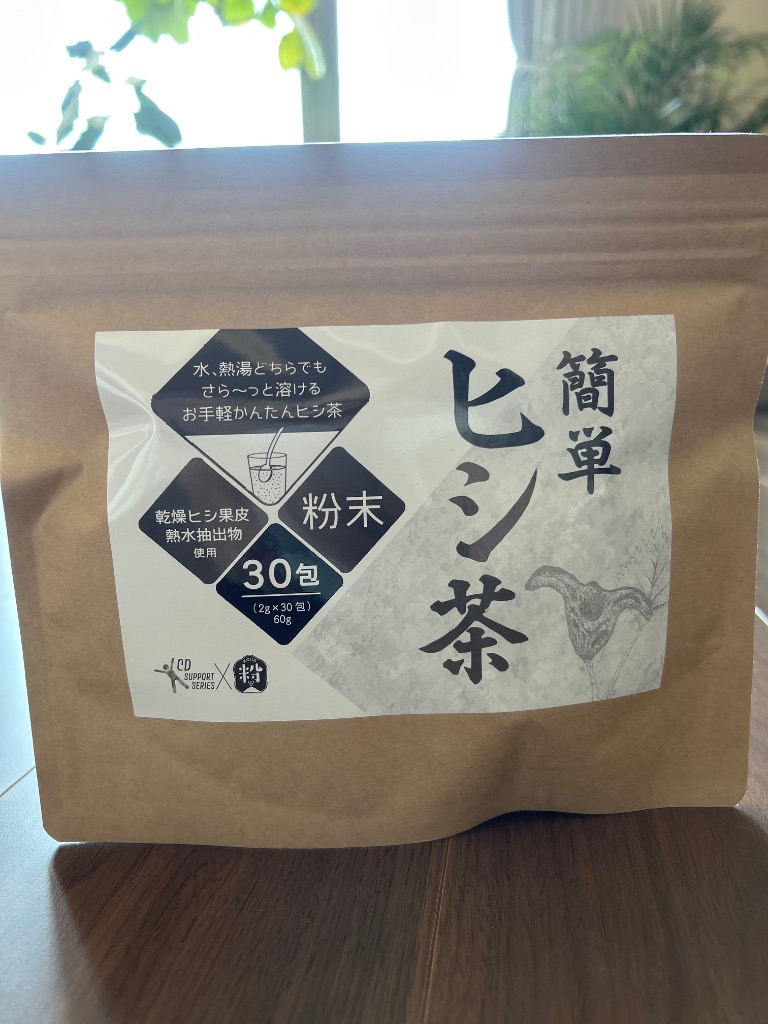 簡単
ヒシ茶
水、熱湯どちらでも
さら～っと溶ける
お手軽かんたんヒシ茶
乾燥ヒシ果皮
熱水抽出物
使用
粉末
30包
(2g×30包)
60g
CD
SUPPORT
SERIES
×
粉